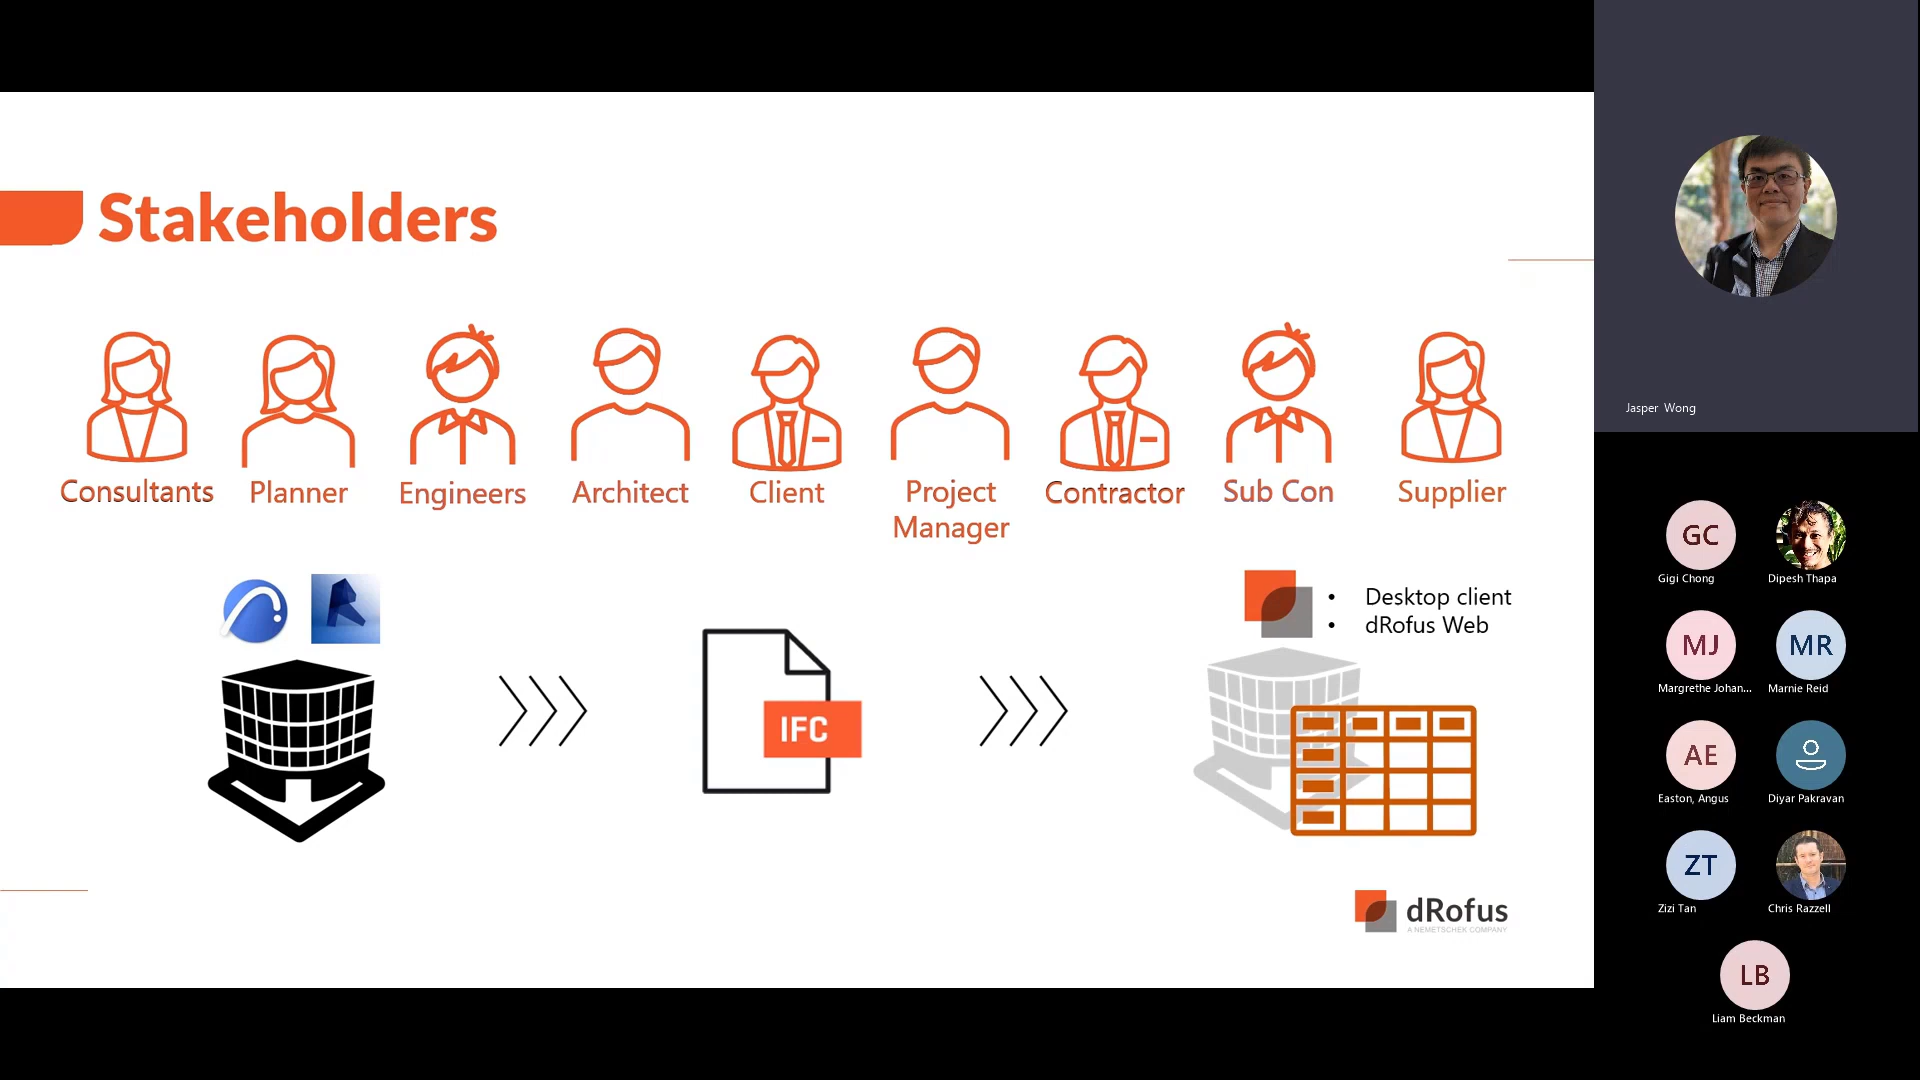 Stakeholders
Consultants
Planner
Engineers
Architect
Client
Project
Manager
Contractor
Sub Con
Supplier
R
IFC
• Desktop client
• dRofus Web
dRofus
A NEMETSCHEK COMPANY
Jasper Wong
GC
Gigi Chong
Dipesh Thapa
MJ
Margrethe Johan...
MR
Marnie Reid
AE
Easton, Angus
Diyar Pakravan
ZT
Zizi Tan
Chris Razzell
LB
Liam Beckman